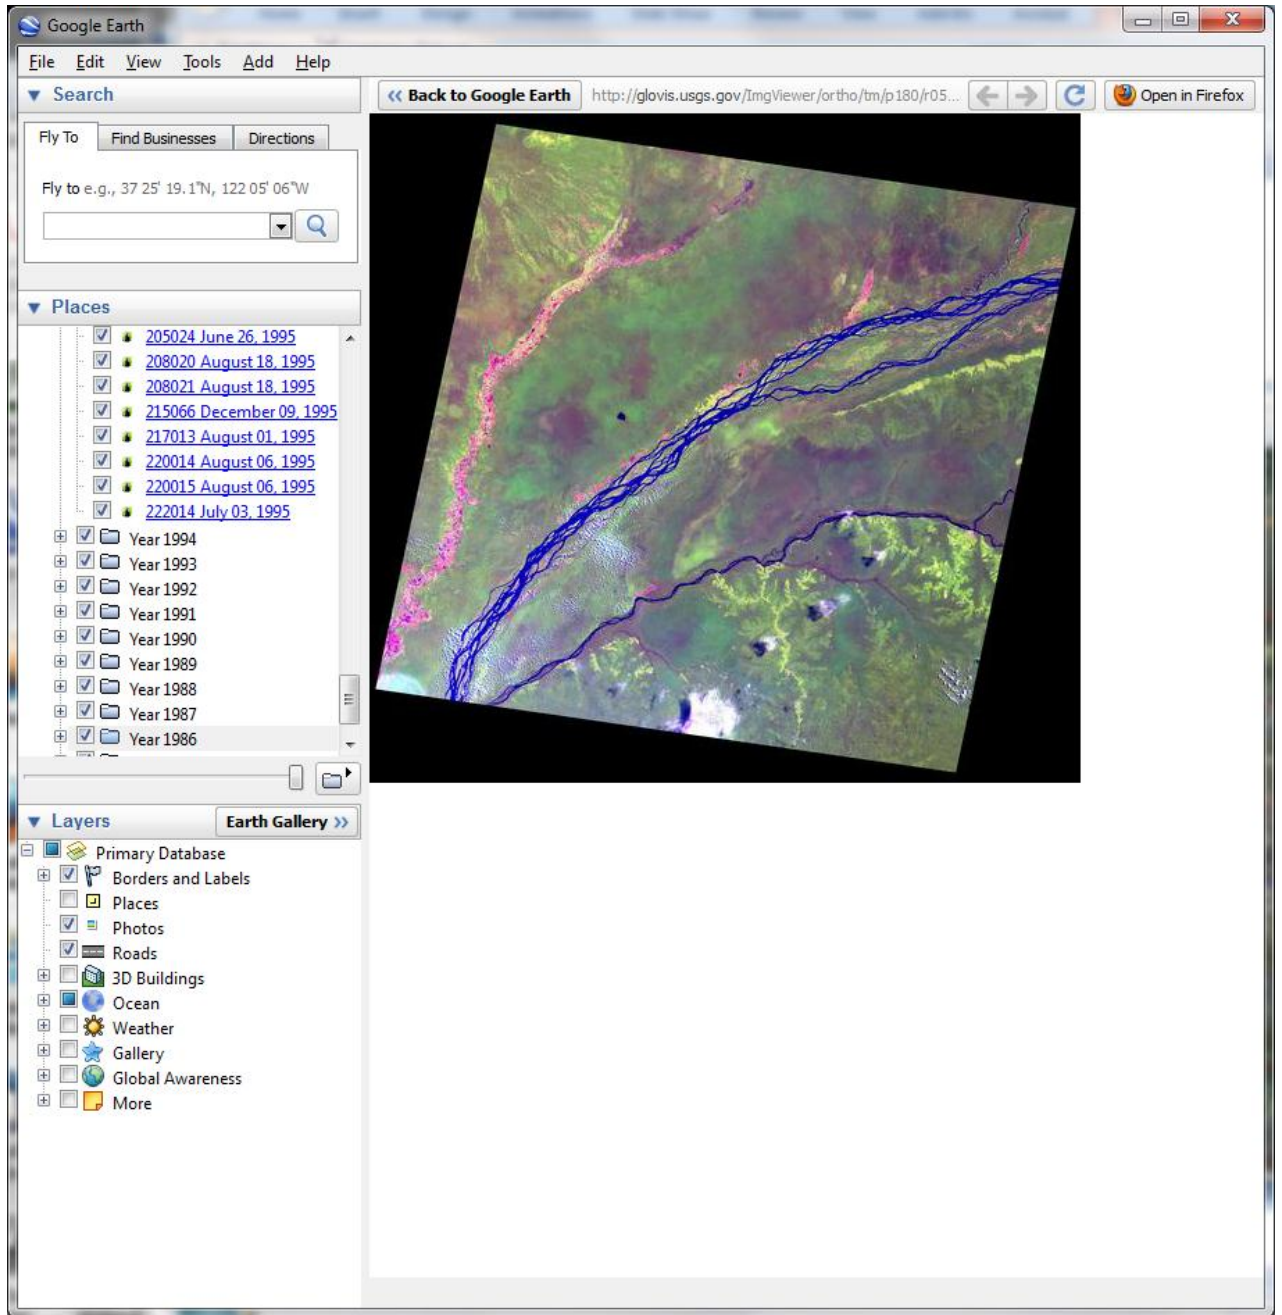 Google Earth
File Edit View Tools Add Help
Search
Back to Google Earth http://glovis.usgs.gov/ImgViewer/ortho/tm/p180/r05... Open in Firefox
Fly To Find Businesses Directions
Fly to e.g., 37 25' 19.1"N, 122 05' 06"W
Places
205024 June 26, 1995
208020 August 18, 1995
208021 August 18, 1995
215066 December 09, 1995
217013 August 01, 1995
220014 August 06, 1995
220015 August 06, 1995
222014 July 03, 1995
Year 1994
Year 1993
Year 1992
Year 1991
Year 1990
Year 1989
Year 1988
Year 1987
Year 1986
Layers Earth Gallery
Primary Database
Borders and Labels
Places
Photos
Roads
3D Buildings
Ocean
Weather
Gallery
Global Awareness
More